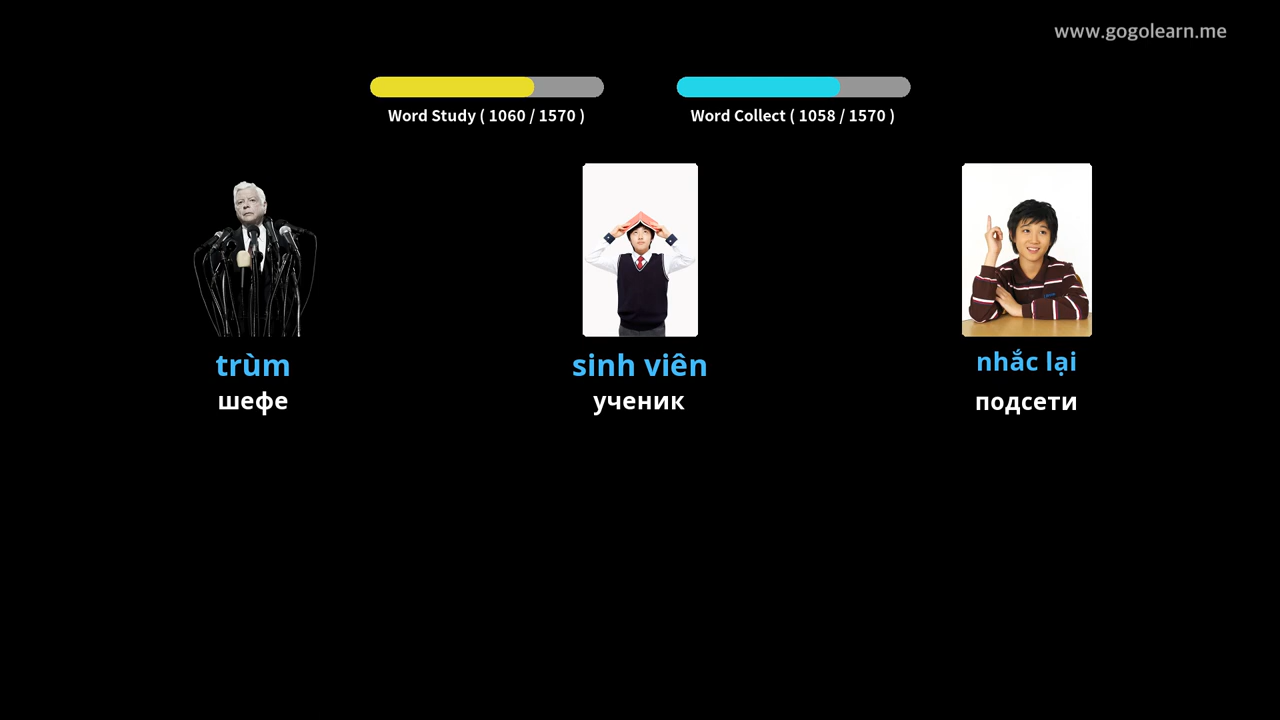 www.gogolearn.me
Word Study ( 1060 / 1570 )
Word Collect ( 1058 / 1570 )
trùm
шефе
sinh viên
ученик
nhắc lại
подсети